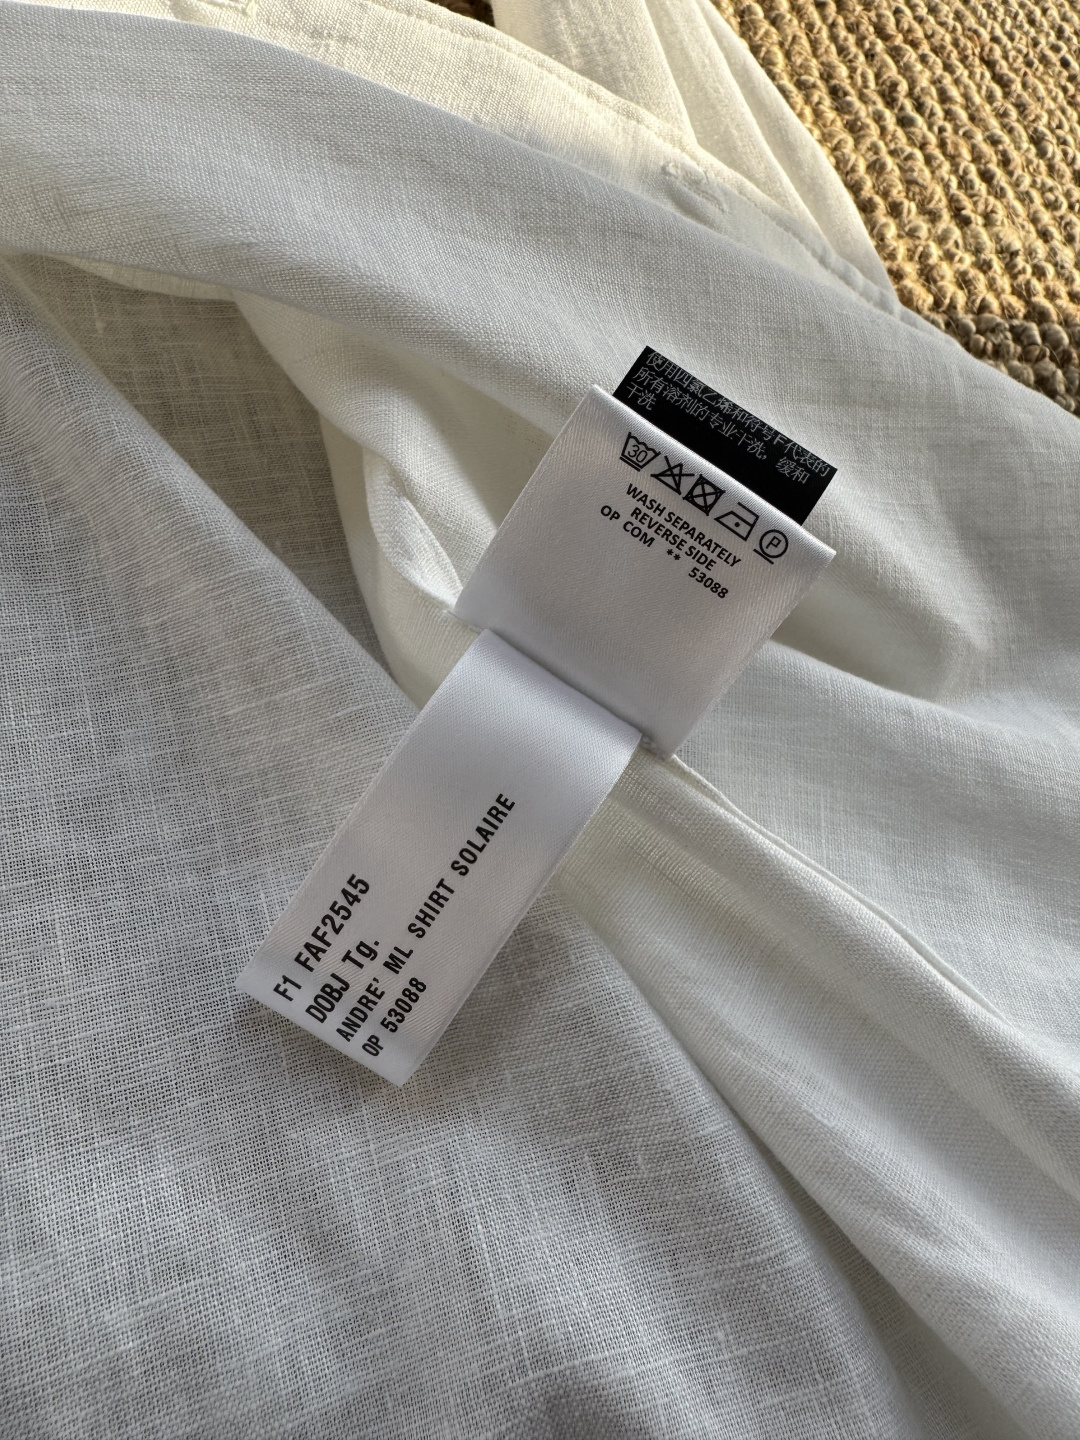 使用四氯乙烯和符号F代表的
所有溶剂的专业干洗，缓和
干洗
30
P
WASH SEPARATELY
REVERSE SIDE
OP COM ** 53088
F1 FAF2545
DOBJ Tg.
ANDRE' ML SHIRT SOLAIRE
OP 53088